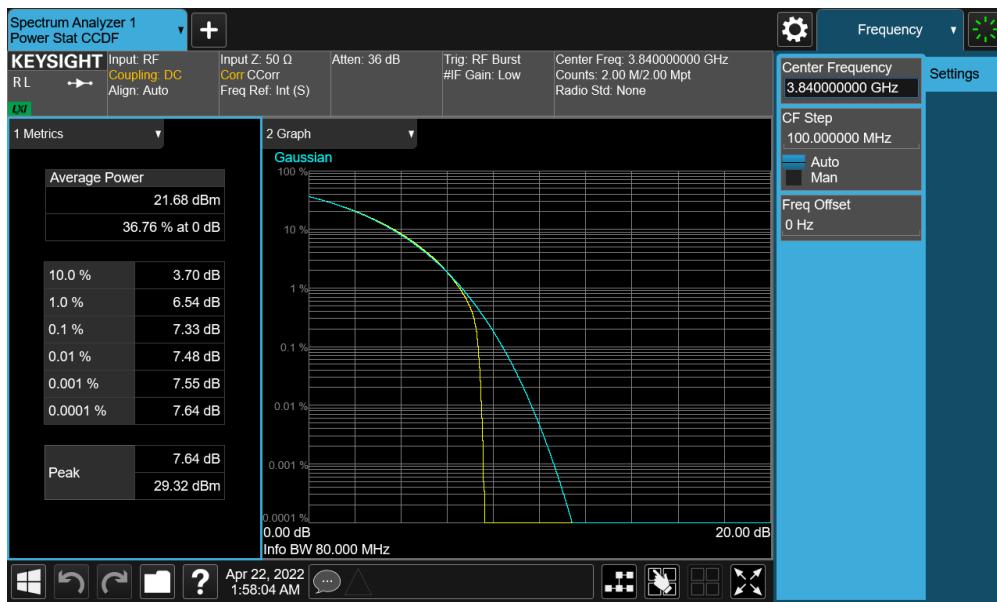 Spectrum Analyzer 1
Power Stat CCDF
+
Frequency
KEYSIGHT
R L
LXI
Input: RF
Coupling: DC
Align: Auto
Input Z: 50 Ω
Corr CCorr
Freq Ref: Int (S)
Atten: 36 dB
Trig: RF Burst
#IF Gain: Low
Center Freq: 3.840000000 GHz
Counts: 2.00 M/2.00 Mpt
Radio Std: None
Center Frequency
3.840000000 GHz
Settings
CF Step
100.000000 MHz
Auto
Man
Freq Offset
0 Hz
1 Metrics
Average Power
21.68 dBm
36.76 % at 0 dB
10.0 % 3.70 dB
1.0 % 6.54 dB
0.1 % 7.33 dB
0.01 % 7.48 dB
0.001 % 7.55 dB
0.0001 % 7.64 dB
Peak
7.64 dB
29.32 dBm
2 Graph
Gaussian
100 %
10 %
1 %
0.1 %
0.01 %
0.001 %
0.0001 %
0.00 dB 20.00 dB
Info BW 80.000 MHz
?
Apr 22, 2022
1:58:04 AM